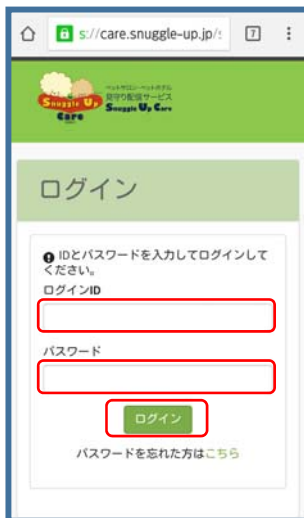 s://care.snuggle-up.jp/s
7
ペットサロン・ペットホテル
見守り配信サービス
Snuggle Up Care
Snuggle Up
Care
ログイン
IDとパスワードを入力してログインして
ください。
ログインID
パスワード
ログイン
パスワードを忘れた方はこちら